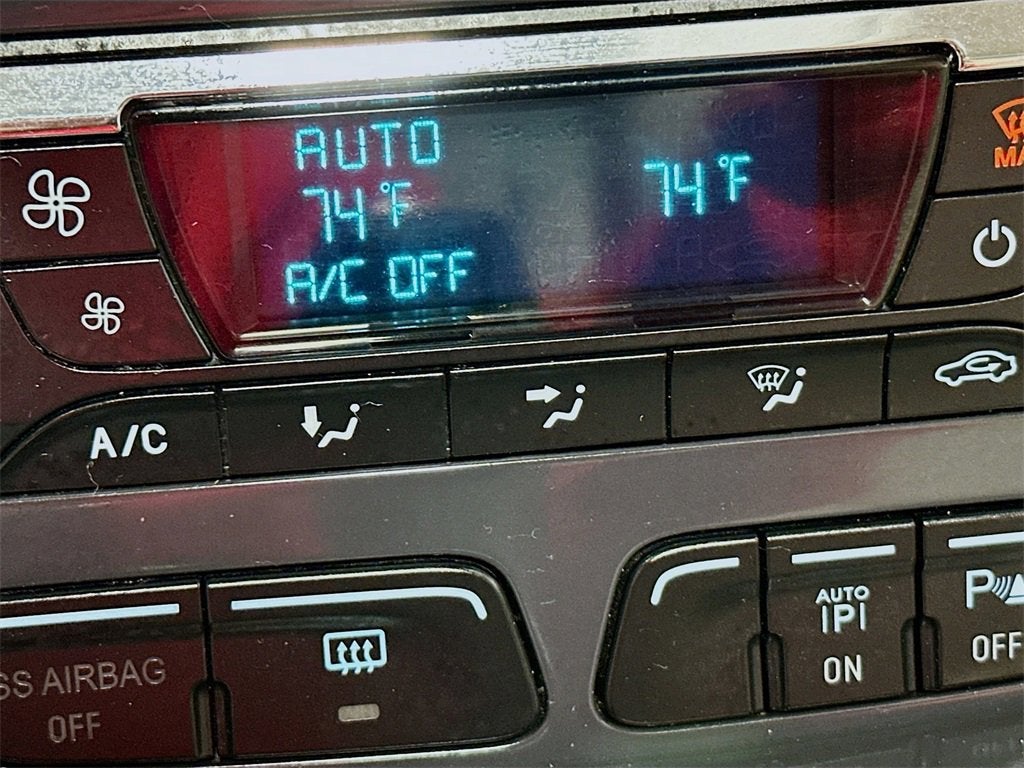 AUTO
74°F
74°F
A/C OFF
A/C
AUTO
P
ON
P
OFF
SS AIRBAG
OFF